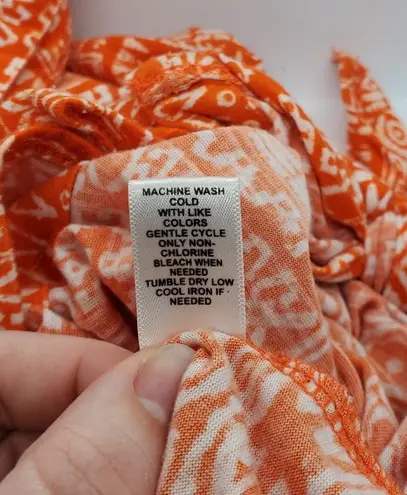 MACHINE WASH
COLD
WITH LIKE
COLORS
GENTLE CYCLE
ONLY NON-
CHLORINE
BLEACH WHEN
NEEDED
TUMBLE DRY LOW
COOL IRON IF
NEEDED